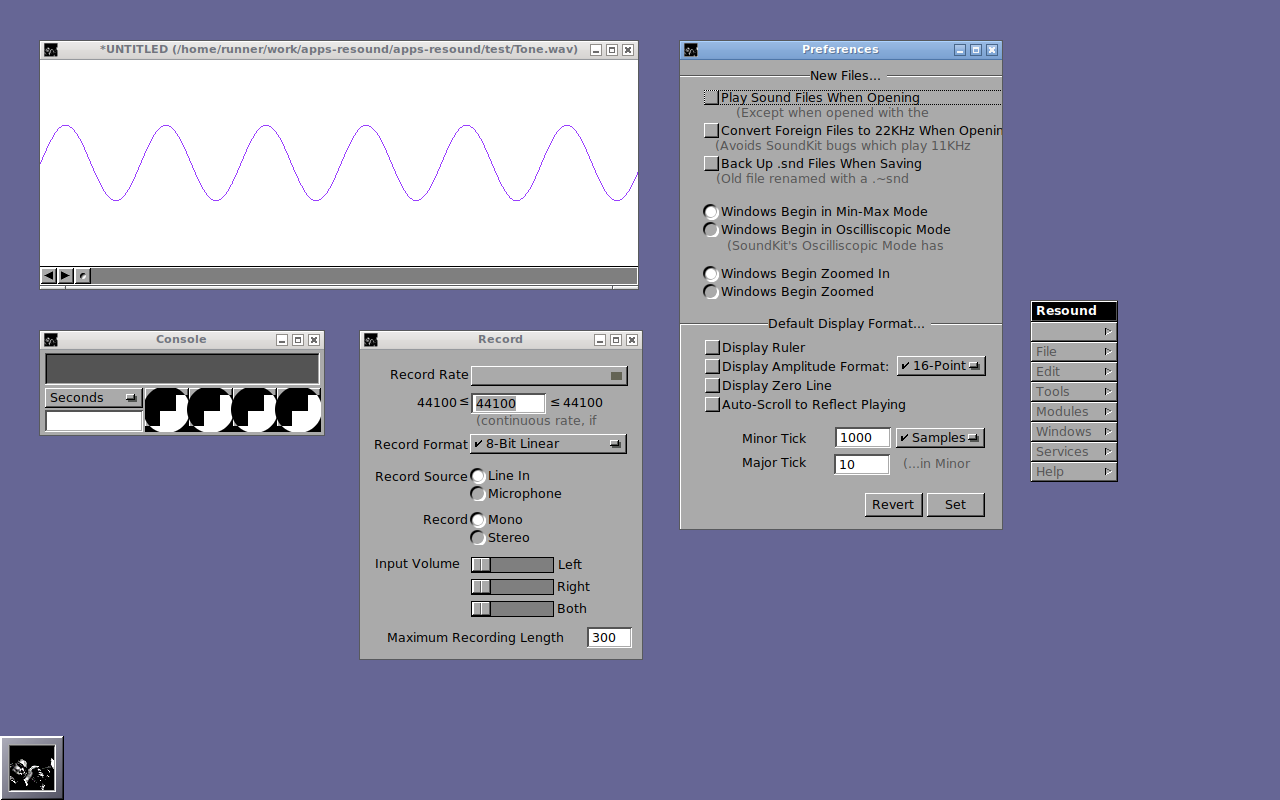 *UNTITLED (/home/runner/work/apps-resound/apps-resound/test/Tone.wav)
Console
Seconds
Record
Record Rate
44100 ≤ 44100 ≤ 44100
(continuous rate, if
Record Format ✔ 8-Bit Linear
Record Source Line In
Microphone
Record Mono
Stereo
Input Volume Left
Right
Both
Maximum Recording Length 300
Preferences
New Files...
Play Sound Files When Opening
(Except when opened with the
Convert Foreign Files to 22KHz When Openin
(Avoids SoundKit bugs which play 11KHz
Back Up .snd Files When Saving
(Old file renamed with a .~snd
Windows Begin in Min-Max Mode
Windows Begin in Oscilliscopic Mode
(SoundKit's Oscilliscopic Mode has
Windows Begin Zoomed In
Windows Begin Zoomed
Default Display Format...
Display Ruler
Display Amplitude Format: ✔ 16-Point
Display Zero Line
Auto-Scroll to Reflect Playing
Minor Tick 1000 ✔ Samples
Major Tick 10 (...in Minor
Revert Set
Resound
File
Edit
Tools
Modules
Windows
Services
Help